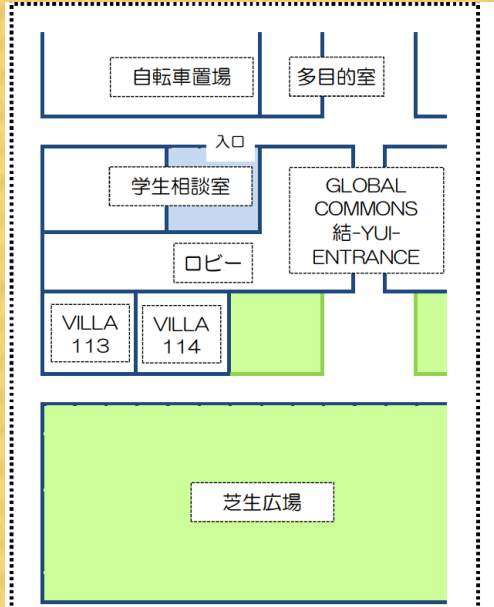 自転車置場
多目的室
入口
学生相談室
GLOBAL
COMMONS
結-YUI-
ENTRANCE
ロビー
VILLA
113
VILLA
114
芝生広場